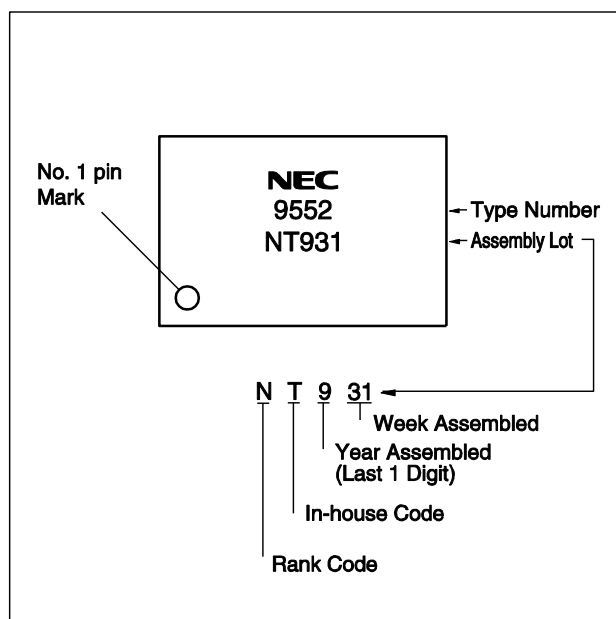 No. 1 pin
Mark
NEC
9552
NT931
Type Number
Assembly Lot
N T 9 31
Week Assembled
Year Assembled
(Last 1 Digit)
In-house Code
Rank Code